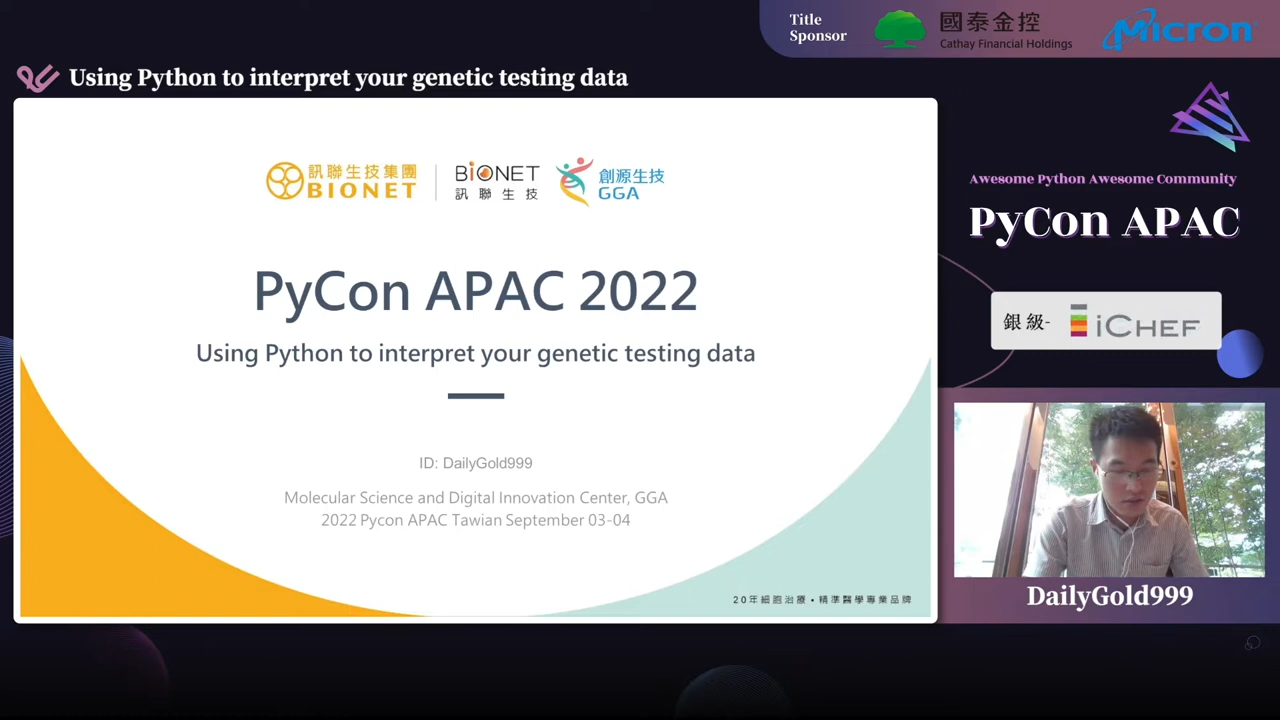 Title
Sponsor
國泰金控
Cathay Financial Holdings
Micron
Using Python to interpret your genetic testing data
訊聯生技集團
BIONET
BIONET
訊聯生技
創源生技
GGA
PyCon APAC 2022
Using Python to interpret your genetic testing data
ID: DailyGold999
Molecular Science and Digital Innovation Center, GGA
2022 Pycon APAC Tawian September 03-04
20年細胞治療•精準醫學專業品牌
Awesome Python Awesome Community
PyCon APAC
銀級-
iCHEF
DailyGold999